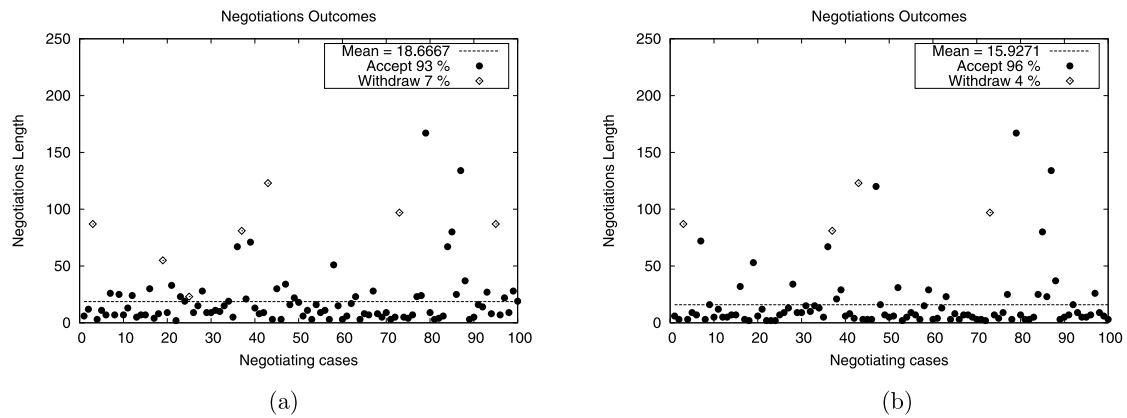 Negotiations Outcomes
250
200
150
100
50
0
Negotiations Length
Mean = 18.6667
Accept 93 %
Withdraw 7 %
0 10 20 30 40 50 60 70 80 90 100
Negotiating cases
(a)
Negotiations Outcomes
250
200
150
100
50
0
Negotiations Length
Mean = 15.9271
Accept 96 %
Withdraw 4 %
0 10 20 30 40 50 60 70 80 90 100
Negotiating cases
(b)